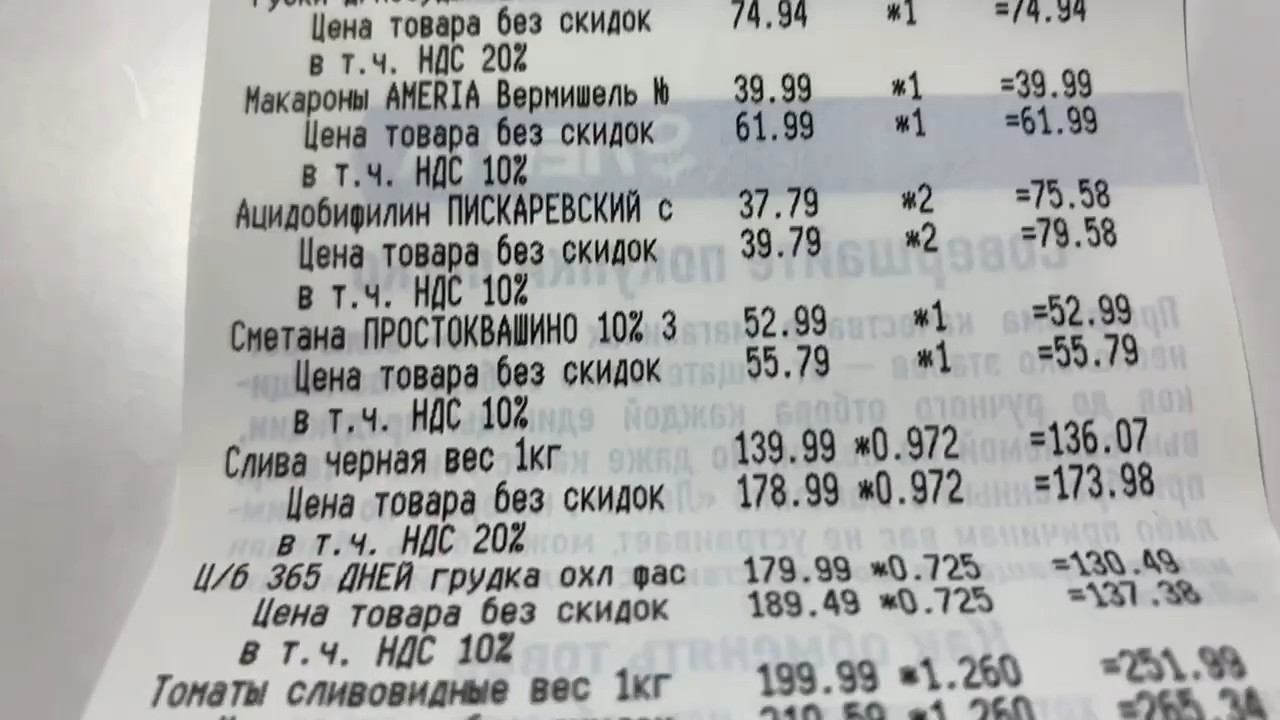 Цена товара без скидок 74.94 *1 =74.94
в т.ч. НДС 20%
Макароны AMERIA Вермишель № 39.99 *1 =39.99
Цена товара без скидок 61.99 *1 =61.99
в т.ч. НДС 10%
Ацидобифилин ПИСКАРЕВСКИЙ с 37.79 *2 =75.58
Цена товара без скидок 39.79 *2 =79.58
в т.ч. НДС 10%
Сметана ПРОСТОКВАШИНО 10% 3 52.99 *1 =52.99
Цена товара без скидок 55.79 *1 =55.79
в т.ч. НДС 10%
Слива черная вес 1кг 139.99 *0.972 =136.07
Цена товара без скидок 178.99 *0.972 =173.98
в т.ч. НДС 20%
Ц/б 365 ДНЕЙ грудка охл фас 179.99 *0.725 =130.49
Цена товара без скидок 189.49 *0.725 =137.38
в т.ч. НДС 10%
Томаты сливовидные вес 1кг 199.99 *1.260 =251.99
210.59 *1.260 =265.34